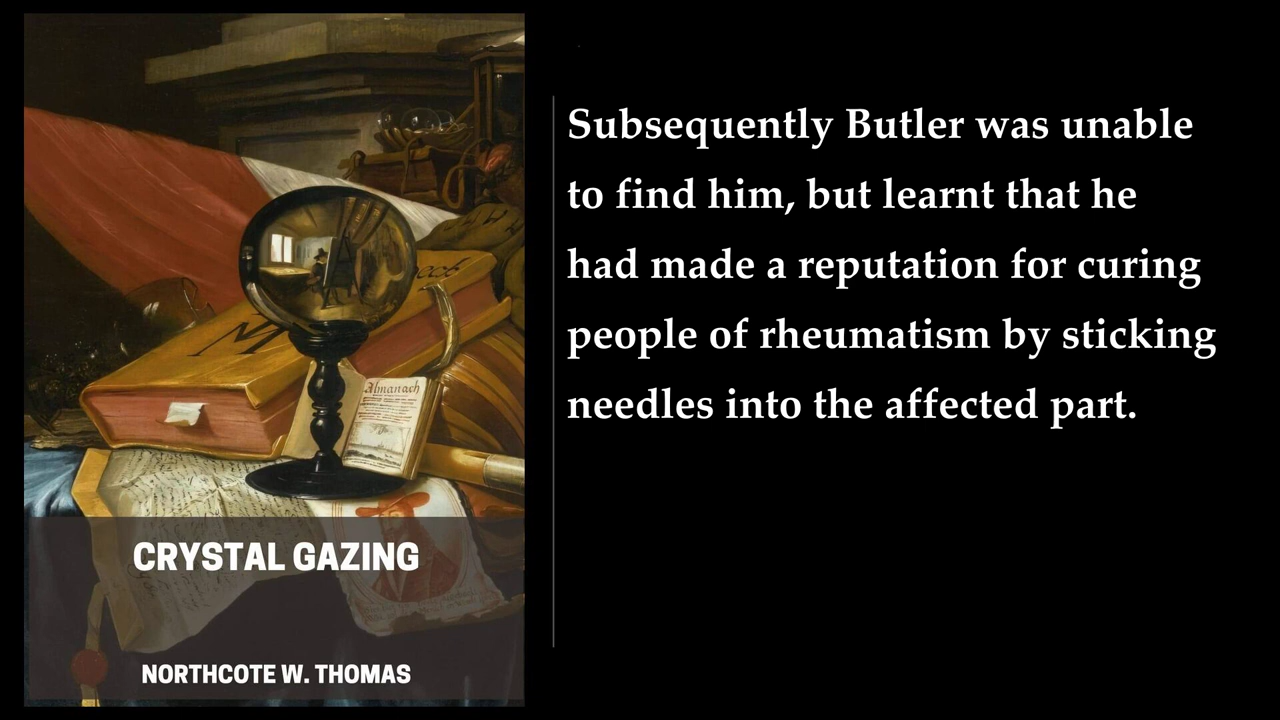 Subsequently Butler was unable
to find him, but learnt that he
had made a reputation for curing
people of rheumatism by sticking
needles into the affected part.
M
Almanach
CRYSTAL GAZING
NORTHCOTE W. THOMAS